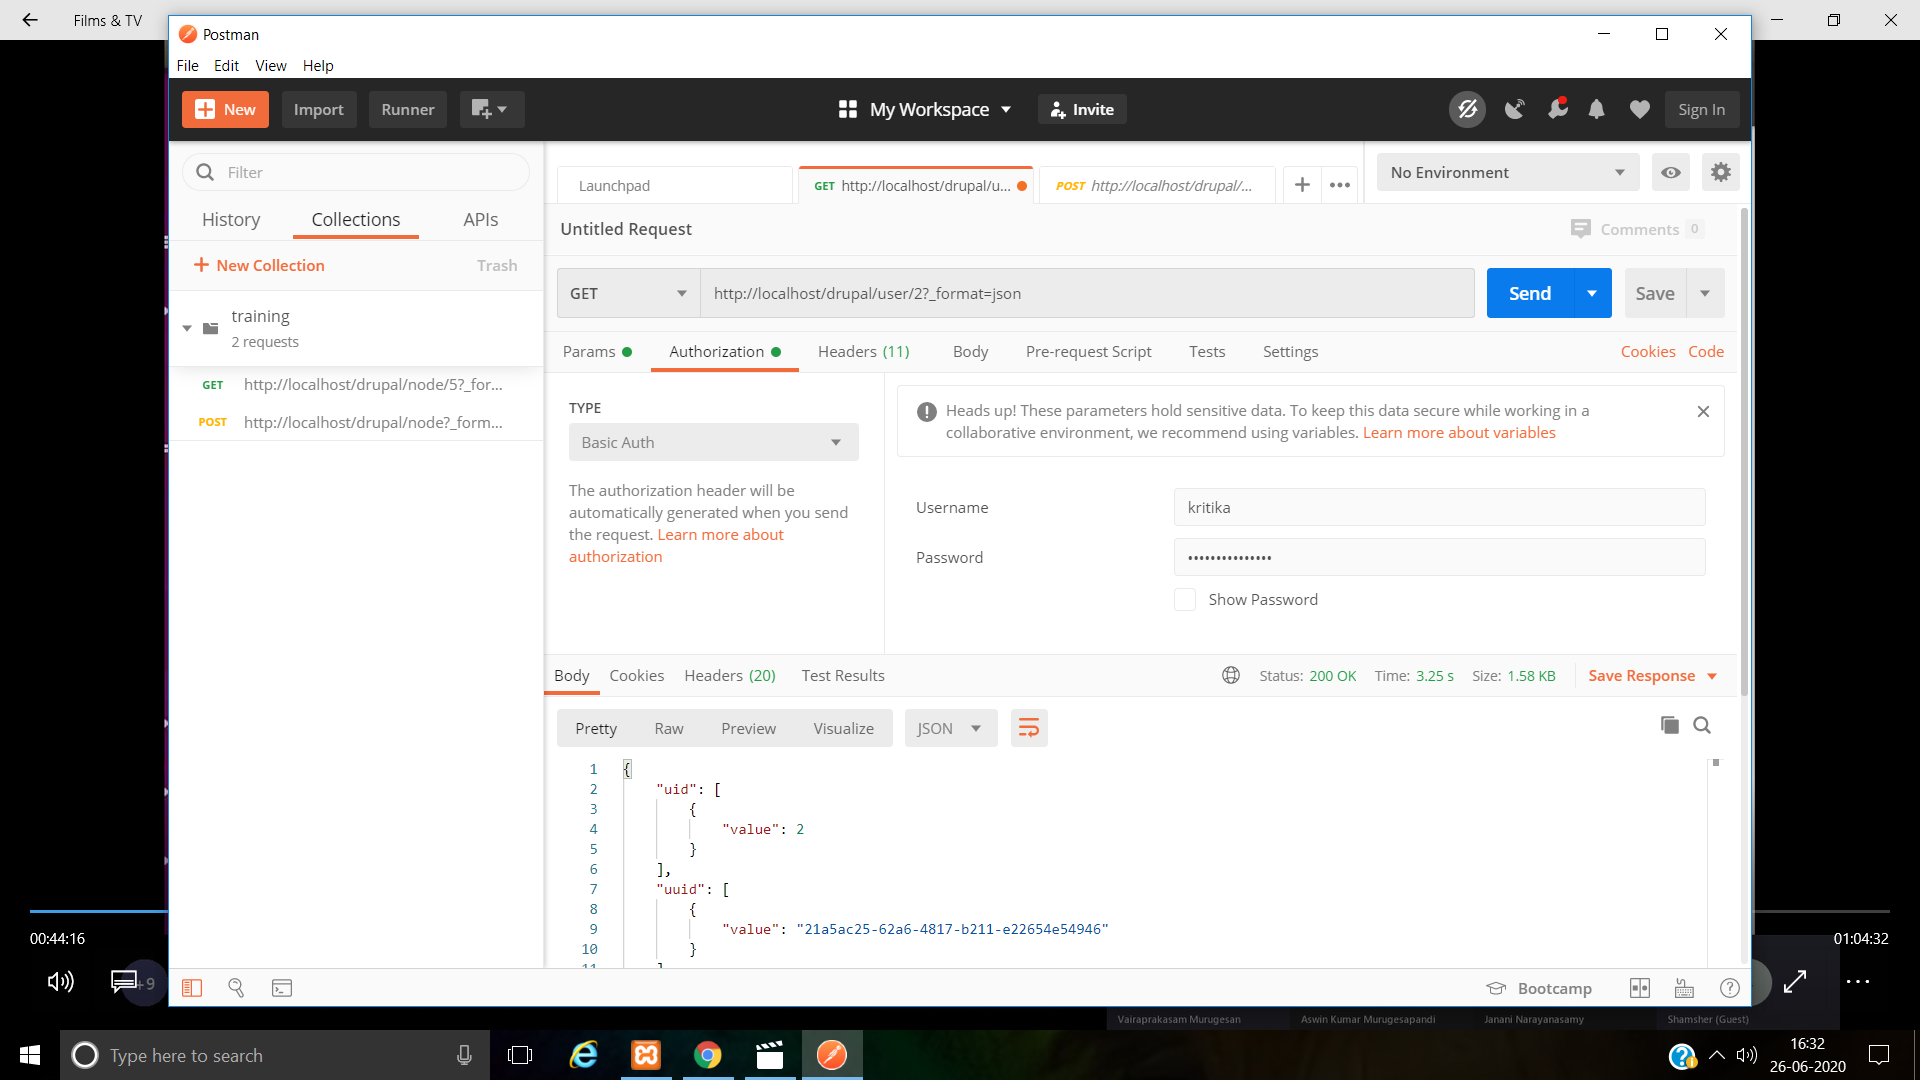 Films & TV
Postman
File Edit View Help
New Import Runner My Workspace Invite Sign In
Filter
History Collections APIs
New Collection Trash
training
2 requests
GET http://localhost/drupal/node/5?_for...
POST http://localhost/drupal/node?_form...
Launchpad GET http://localhost/drupal/u... POST http://localhost/drupal/... + No Environment
Untitled Request Comments 0
GET http://localhost/drupal/user/2?_format=json Send Save
Params Authorization Headers (11) Body Pre-request Script Tests Settings Cookies Code
TYPE
Basic Auth
The authorization header will be
automatically generated when you send
the request. Learn more about
authorization
Heads up! These parameters hold sensitive data. To keep this data secure while working in a
collaborative environment, we recommend using variables. Learn more about variables
Username kritika
Password •••••••••••••••
Show Password
Body Cookies Headers (20) Test Results Status: 200 OK Time: 3.25 s Size: 1.58 KB Save Response
Pretty Raw Preview Visualize JSON
1 {
2 "uid": [
3 {
4 "value": 2
5 }
6 ],
7 "uuid": [
8 {
9 "value": "21a5ac25-62a6-4817-b211-e22654e54946"
10 }
11 ]
00:44:16 01:04:32
+9
Bootcamp
Vairaprakasam Murugesan Aswin Kumar Murugesapandi Janani Narayanasamy Shamsher (Guest)
Type here to search
16:32
26-06-2020